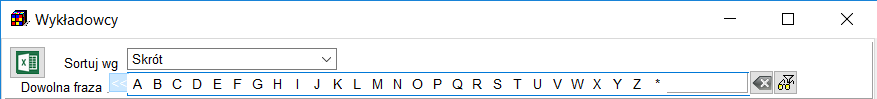 Wykładowcy
Sortuj wg Skrót
Dowolna fraza << A B C D E F G H I J K L M N O P Q R S T U V W X Y Z *